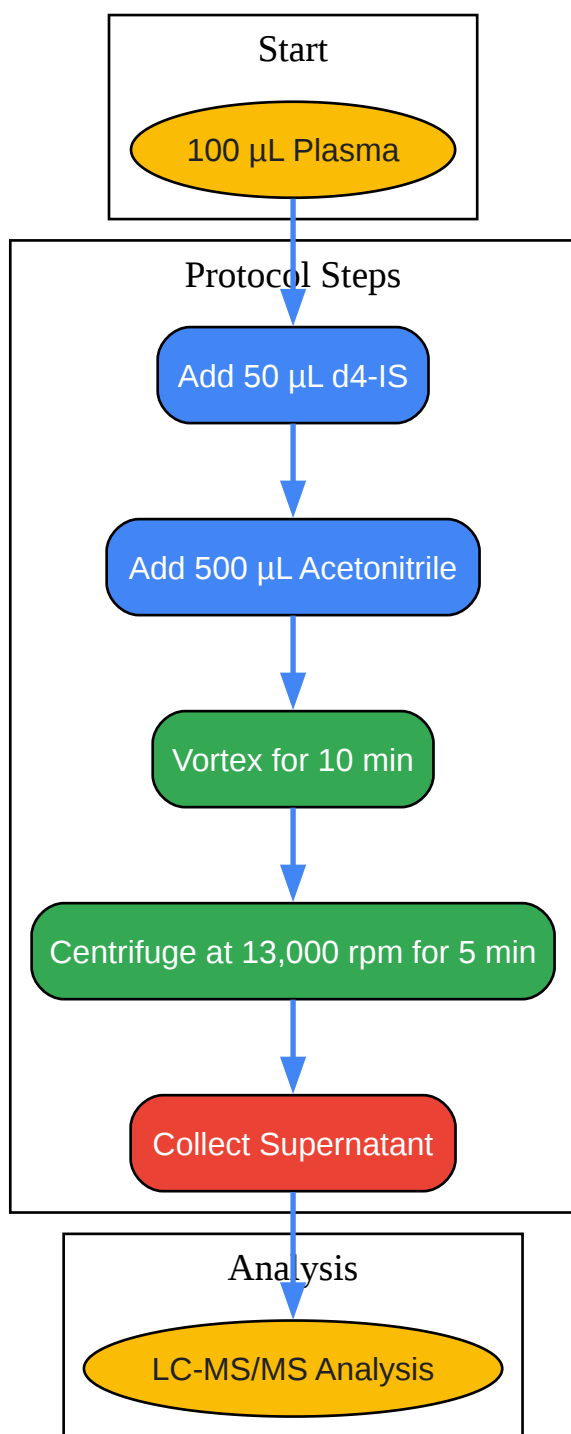 Start
100 µL Plasma
Protocol Steps
Add 50 µL d4-IS
Add 500 µL Acetonitrile
Vortex for 10 min
Centrifuge at 13,000 rpm for 5 min
Collect Supernatant
Analysis
LC-MS/MS Analysis